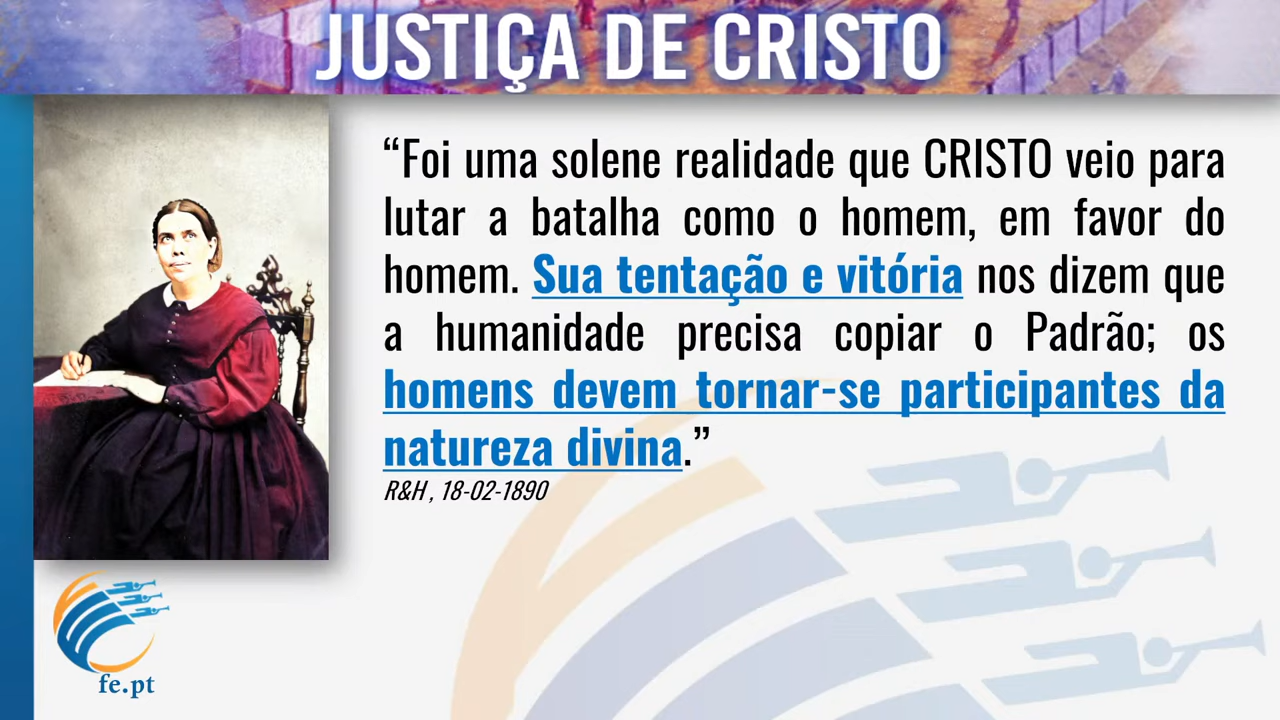 JUSTIÇA DE CRISTO
“Foi uma solene realidade que CRISTO veio para
lutar a batalha como o homem, em favor do
homem. Sua tentação e vitória nos dizem que
a humanidade precisa copiar o Padrão; os
homens devem tornar-se participantes da
natureza divina.”
R&H , 18-02-1890
fe.pt